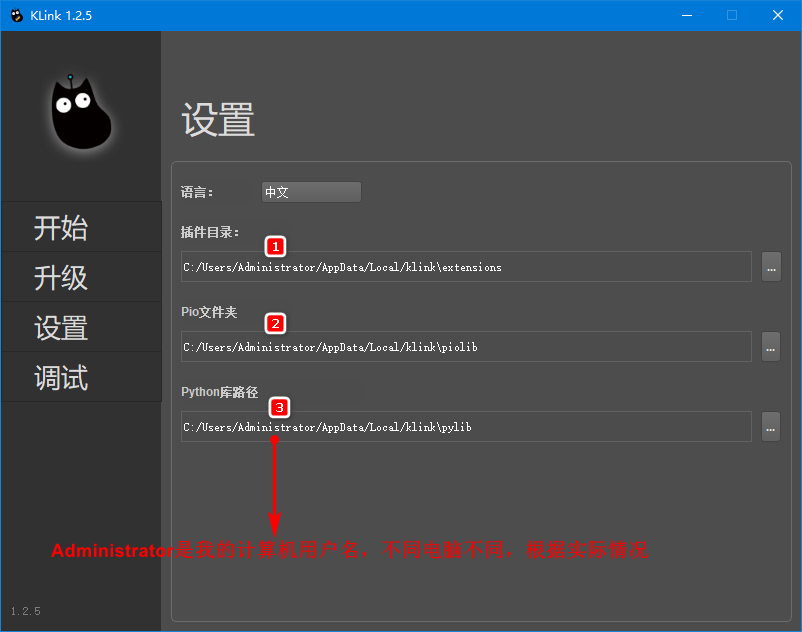 KLink 1.2.5
设置
语言：
中文
开始
插件目录：
1
C:/Users/Administrator/AppData/Local/klink\extensions
...
升级
Pio文件夹
2
设置
C:/Users/Administrator/AppData/Local/klink\piolib
...
调试
Python库路径
3
C:/Users/Administrator/AppData/Local/klink\pylib
...
Administrator是我的计算机用户名，不同电脑不同，根据实际情况
1.2.5